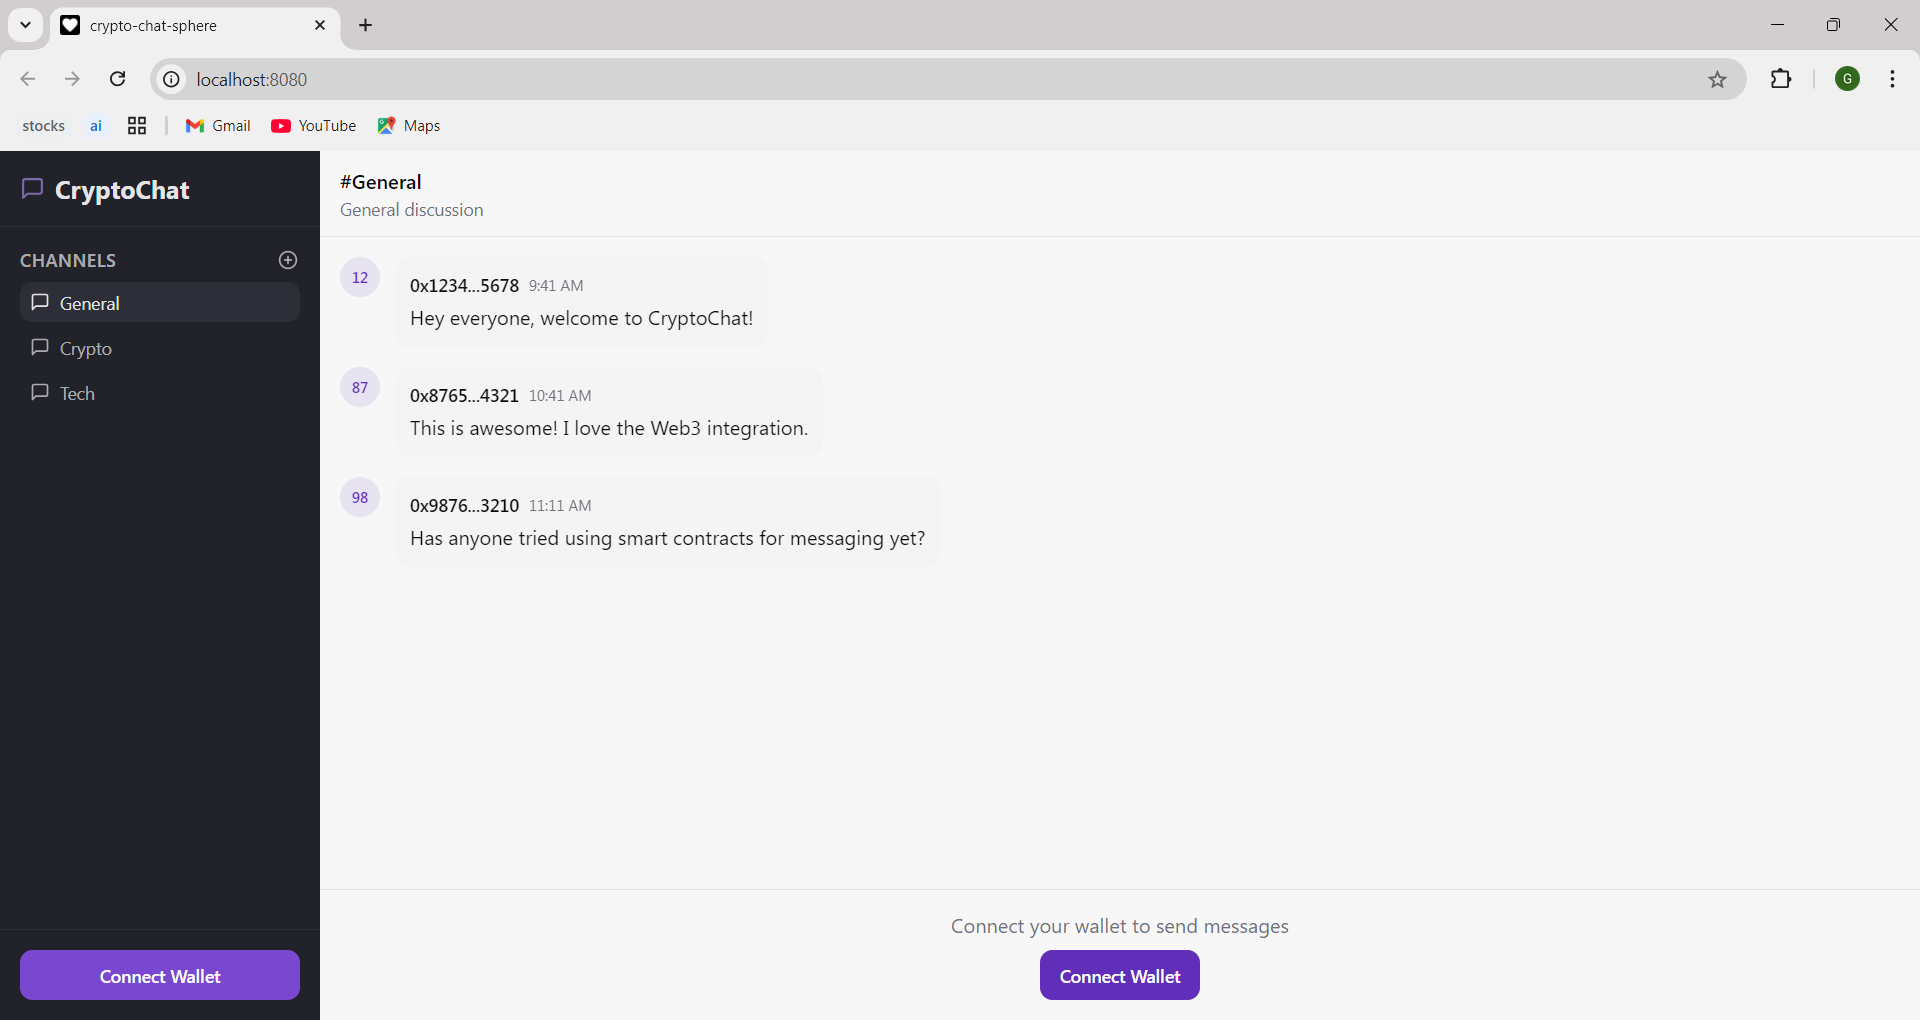 crypto-chat-sphere
localhost:8080
G
stocks ai Gmail YouTube Maps
CryptoChat
CHANNELS
General
Crypto
Tech
Connect Wallet
#General
General discussion
12
0x1234...5678 9:41 AM
Hey everyone, welcome to CryptoChat!
87
0x8765...4321 10:41 AM
This is awesome! I love the Web3 integration.
98
0x9876...3210 11:11 AM
Has anyone tried using smart contracts for messaging yet?
Connect your wallet to send messages
Connect Wallet